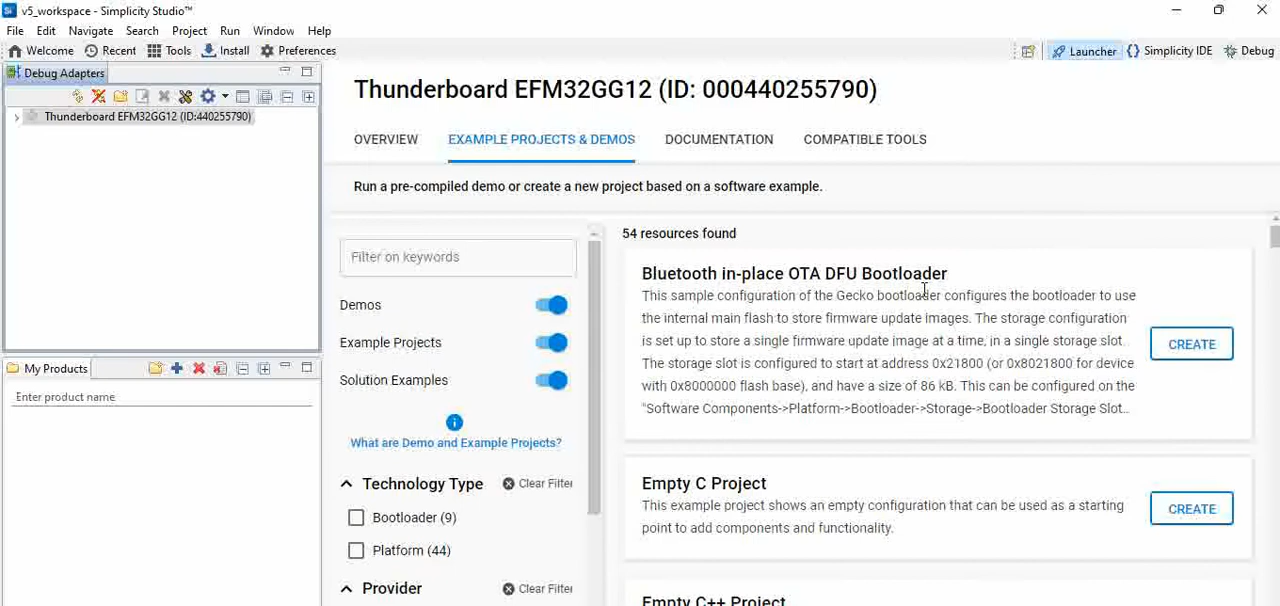 v5_workspace - Simplicity Studio™
File Edit Navigate Search Project Run Window Help
Welcome Recent Tools Install Preferences
Launcher Simplicity IDE Debug
Debug Adapters
Thunderboard EFM32GG12 (ID:440255790)
My Products
Enter product name
Thunderboard EFM32GG12 (ID: 000440255790)
OVERVIEW EXAMPLE PROJECTS & DEMOS DOCUMENTATION COMPATIBLE TOOLS
Run a pre-compiled demo or create a new project based on a software example.
Filter on keywords
Demos
Example Projects
Solution Examples
What are Demo and Example Projects?
Technology Type Clear Filter
Bootloader (9)
Platform (44)
Provider Clear Filter
54 resources found
Bluetooth in-place OTA DFU Bootloader
This sample configuration of the Gecko bootloader configures the bootloader to use
the internal main flash to store firmware update images. The storage configuration
is set up to store a single firmware update image at a time, in a single storage slot.
The storage slot is configured to start at address 0x21800 (or 0x8021800 for device
with 0x8000000 flash base), and have a size of 86 kB. This can be configured on the
"Software Components->Platform->Bootloader->Storage->Bootloader Storage Slot...
CREATE
Empty C Project
This example project shows an empty configuration that can be used as a starting
point to add components and functionality.
CREATE
Empty C++ Project